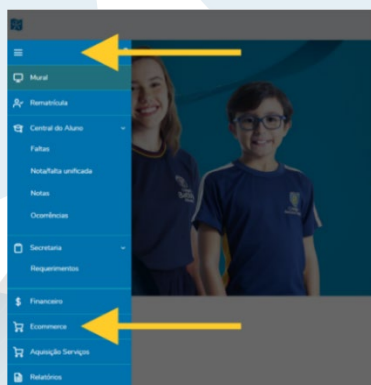 Mural
Rematrícula
Central do Aluno
Faltas
Nota/falta unificada
Notas
Ocorrências
Secretaria
Requerimentos
Financeiro
Ecommerce
Aquisição Serviços
Relatórios